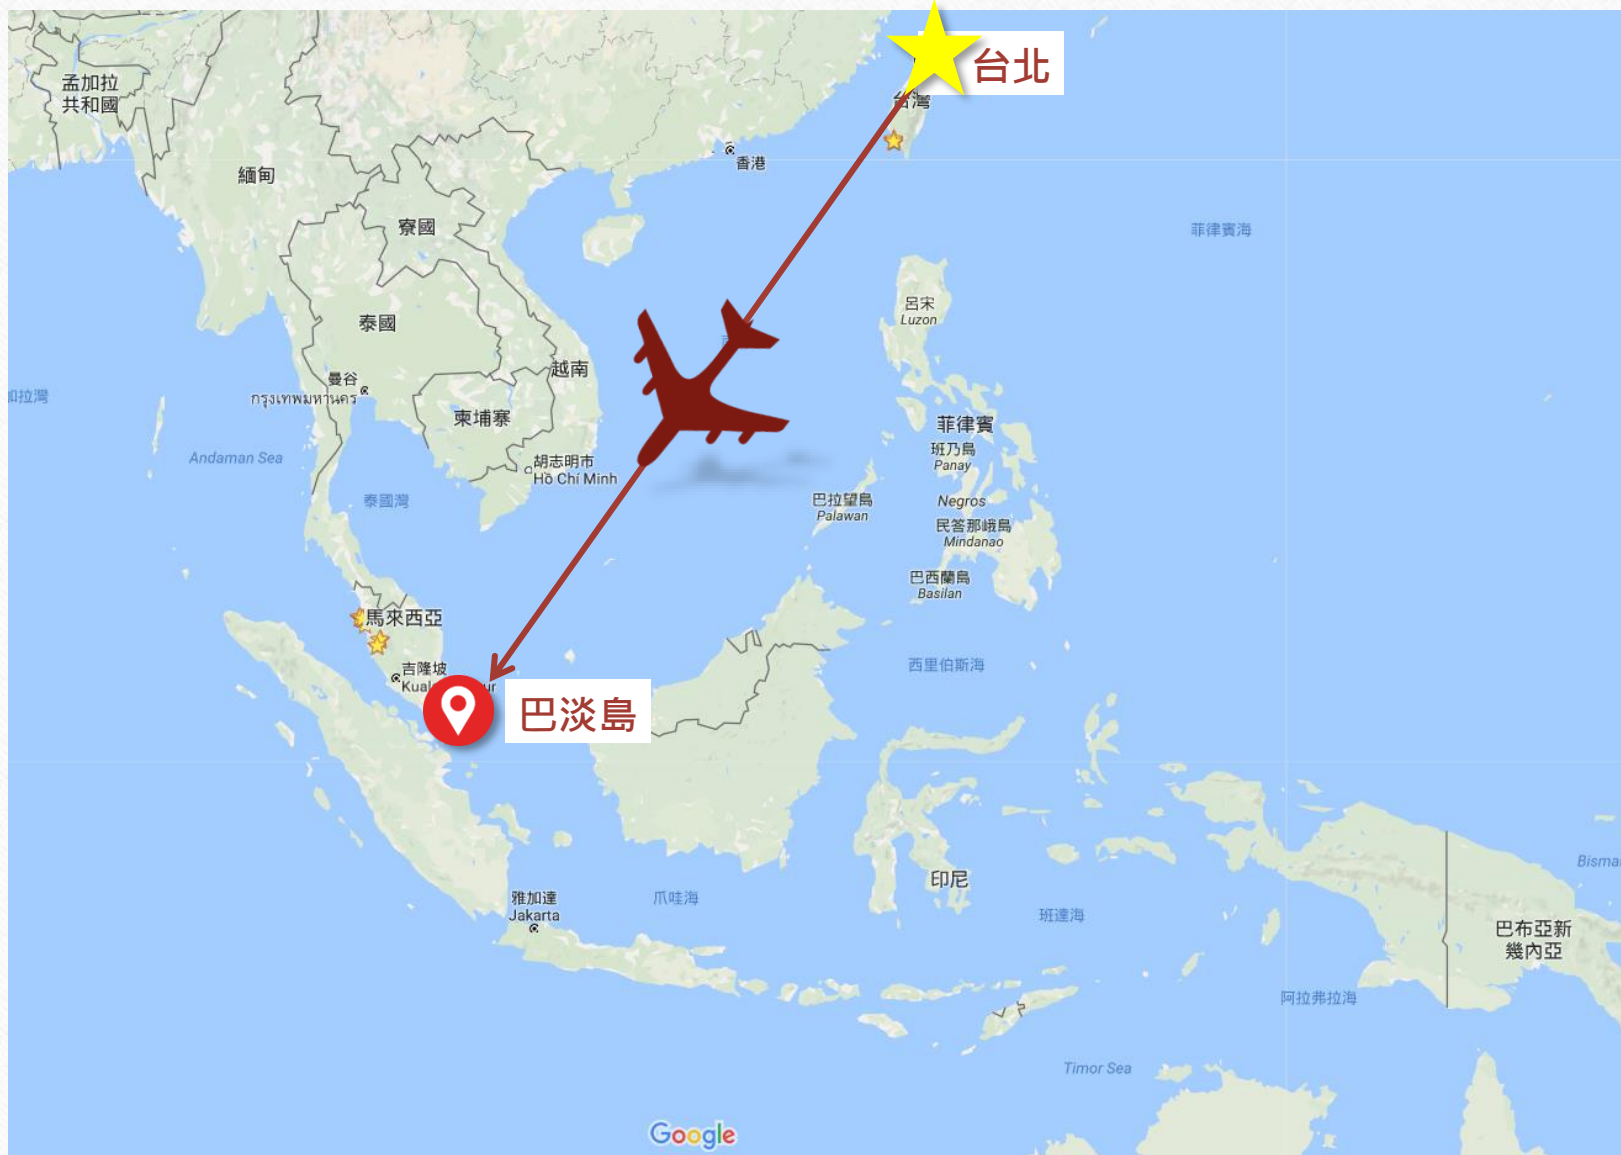 台北
孟加拉
共和國
台灣
香港
緬甸
寮國
菲律賓海
呂宋
Luzon
泰國
越南
曼谷
กรุงเทพมหานคร
加拉灣
柬埔寨
菲律賓
班乃島
Panay
Andaman Sea
胡志明市
Hồ Chí Minh
泰國灣
巴拉望島
Palawan
Negros
民答那峨島
Mindanao
巴西蘭島
Basilan
馬來西亞
西里伯斯海
吉隆坡
巴淡島
印尼
雅加達
Jakarta
爪哇海
班達海
巴布亞新
幾內亞
阿拉弗拉海
Timor Sea
Google